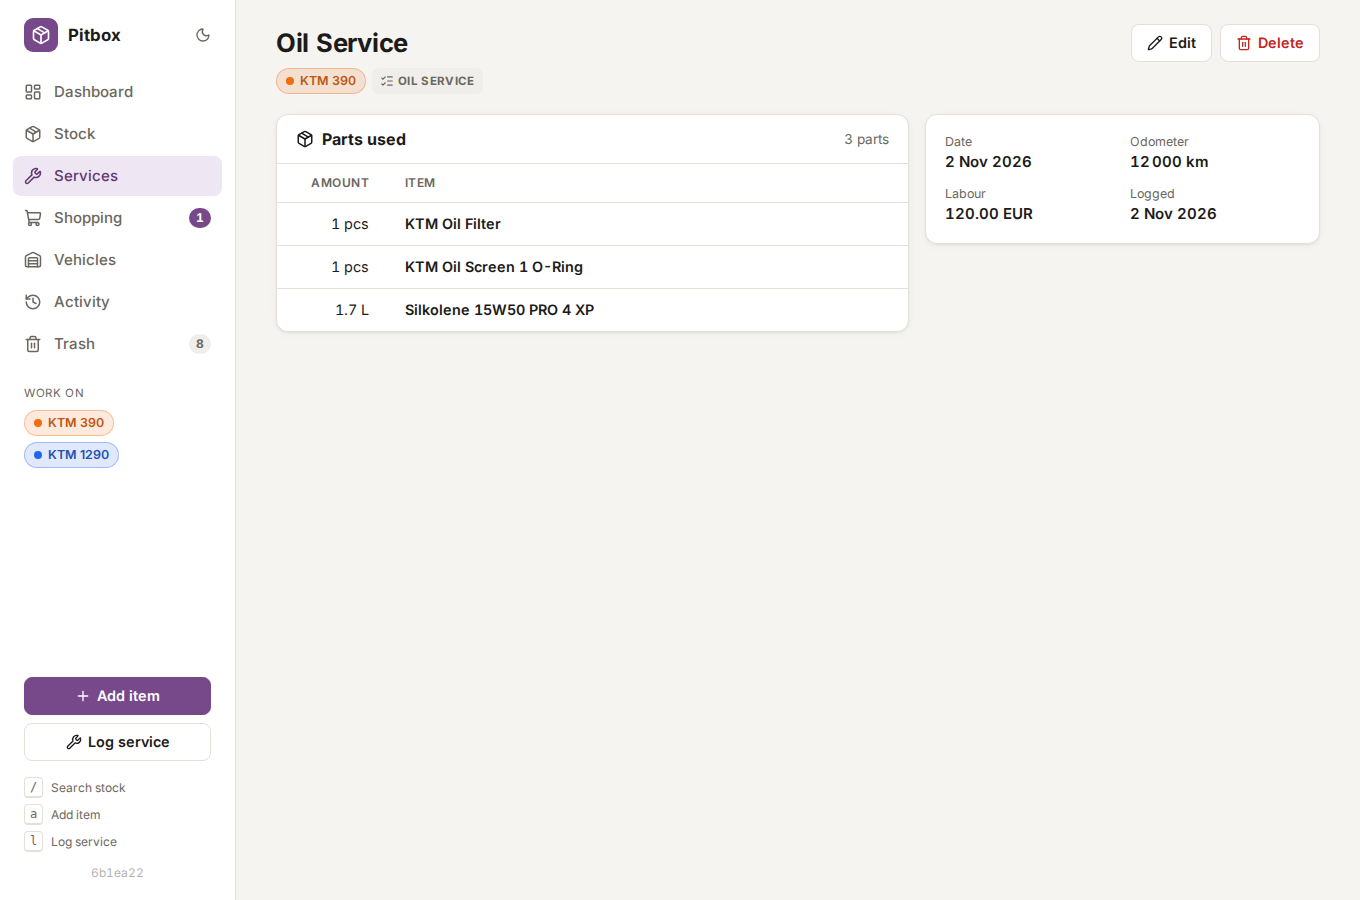 Pitbox
Dashboard
Stock
Services
Shopping 1
Vehicles
Activity
Trash 8
WORK ON
KTM 390
KTM 1290
Add item
Log service
/ Search stock
a Add item
l Log service
6b1ea22
Oil Service
Edit
Delete
KTM 390 OIL SERVICE
Parts used 3 parts
AMOUNT ITEM
1 pcs KTM Oil Filter
1 pcs KTM Oil Screen 1 O-Ring
1.7 L Silkolene 15W50 PRO 4 XP
Date Odometer
2 Nov 2026 12 000 km
Labour Logged
120.00 EUR 2 Nov 2026